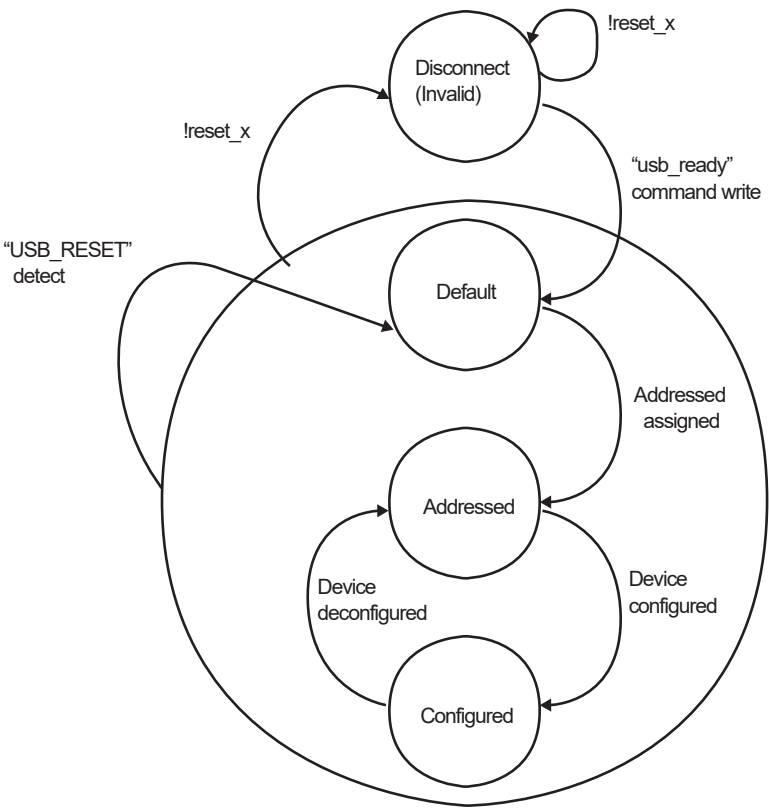 !reset_x
Disconnect
(Invalid)
!reset_x
“usb_ready”
command write
“USB_RESET”
detect
Default
Addressed
assigned
Addressed
Device
deconfigured
Device
configured
Configured